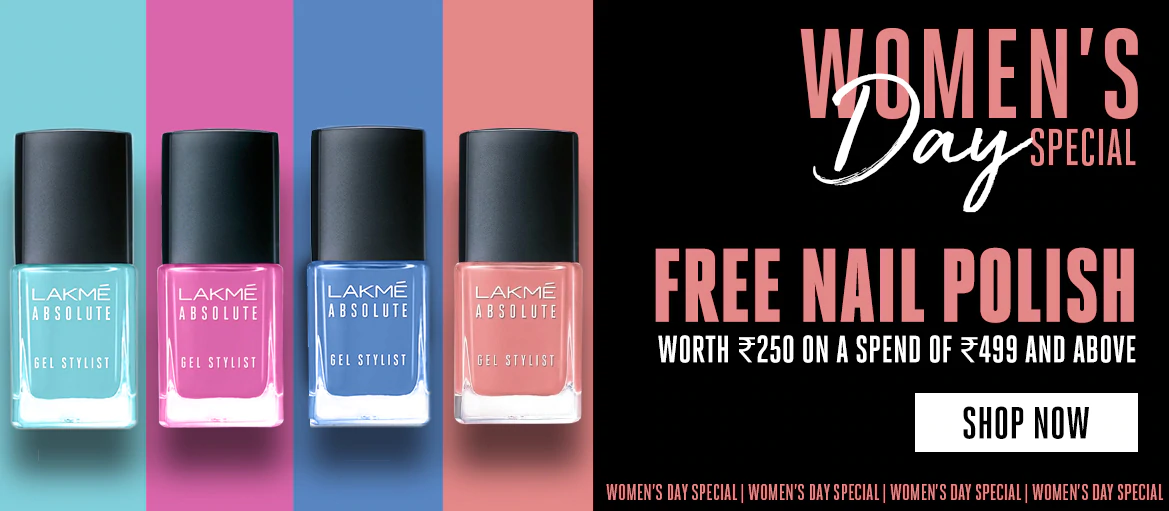 LAKMÉ
ABSOLUTE
GEL STYLIST
LAKMÉ
ABSOLUTE
GEL STYLIST
LAKMÉ
ABSOLUTE
GEL STYLIST
LAKMÉ
ABSOLUTE
GEL STYLIST
WOMEN'S
Day SPECIAL
FREE NAIL POLISH
WORTH ₹250 ON A SPEND OF ₹499 AND ABOVE
SHOP NOW
WOMEN'S DAY SPECIAL | WOMEN'S DAY SPECIAL | WOMEN'S DAY SPECIAL | WOMEN'S DAY SPECIAL